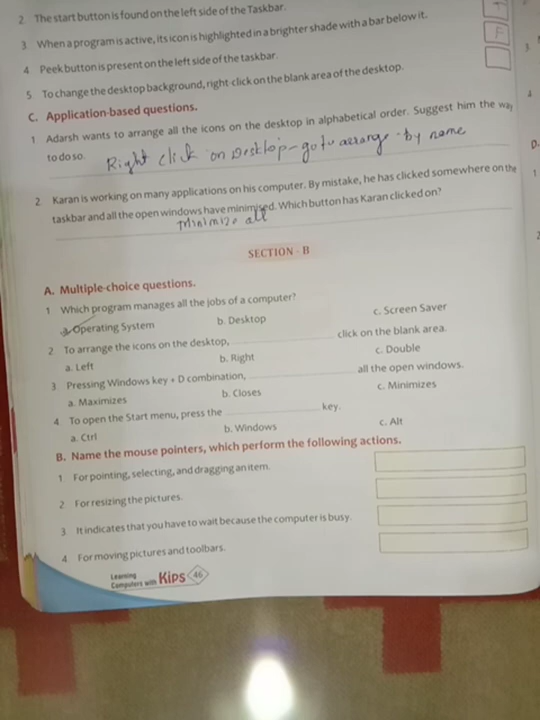 2 The start button is found on the left side of the Taskbar.
3 When a program is active, its icon is highlighted in a brighter shade with a bar below it.
F
4 Peek button is present on the left side of the taskbar.
5 To change the desktop background, right-click on the blank area of the desktop.
C. Application-based questions.
1 Adarsh wants to arrange all the icons on the desktop in alphabetical order. Suggest him the way
to do so. Right click on Desktop - go to arrange by name
2 Karan is working on many applications on his computer. By mistake, he has clicked somewhere on the
taskbar and all the open windows have minimised. Which button has Karan clicked on?
Minimize all
SECTION - B
A. Multiple-choice questions.
1 Which program manages all the jobs of a computer?
a. Operating System b. Desktop c. Screen Saver
2 To arrange the icons on the desktop, click on the blank area.
a. Left b. Right c. Double
3 Pressing Windows key + D combination, all the open windows.
a. Maximizes b. Closes c. Minimizes
4 To open the Start menu, press the key.
a. Ctrl b. Windows c. Alt
B. Name the mouse pointers, which perform the following actions.
1 For pointing, selecting, and dragging an item.
2 For resizing the pictures.
3 It indicates that you have to wait because the computer is busy.
4 For moving pictures and toolbars.
Learning
Computers with Kips 46
3.
4
D.
1
2